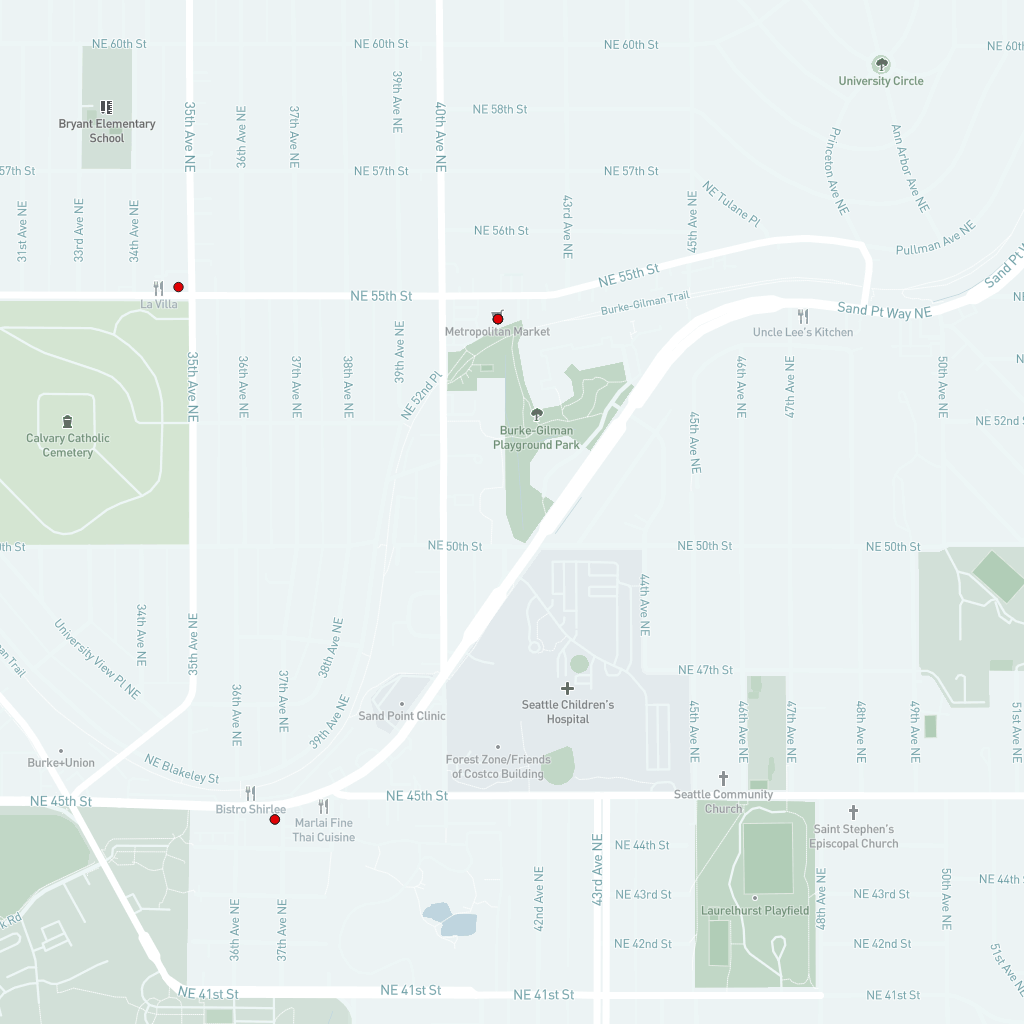 NE 60th St
NE 60th St
NE 60th St
NE 60t
University Circle
39th Ave NE
35th Ave NE
36th Ave NE
37th Ave NE
40th Ave NE
NE 58th St
Bryant Elementary
School
Princeton Ave NE
Ann Arbor Ave NE
57th St
NE 57th St
NE 57th St
31st Ave NE
33rd Ave NE
34th Ave NE
43rd Ave NE
45th Ave NE
NE Tulane Pl
NE 56th St
Pullman Ave NE
Sand Pt W
NE 55th St
NE 55th St
La Villa
Burke-Gilman Trail
Sand Pt Way NE
Metropolitan Market
Uncle Lee's Kitchen
35th Ave NE
36th Ave NE
37th Ave NE
38th Ave NE
39th Ave NE
NE 52nd Pl
46th Ave NE
47th Ave NE
50th Ave NE
45th Ave NE
NE 52nd S
Calvary Catholic
Cemetery
Burke-Gilman
Playground Park
0th St
NE 50th St
NE 50th St
NE 50th St
44th Ave NE
34th Ave NE
35th Ave NE
38th Ave NE
University View Pl NE
an Trail
NE 47th St
36th Ave NE
37th Ave NE
39th Ave NE
Sand Point Clinic
Seattle Children's
Hospital
45th Ave NE
46th Ave NE
47th Ave NE
48th Ave NE
49th Ave NE
51st Ave NE
Burke+Union
NE Blakeley St
Forest Zone/Friends
of Costco Building
NE 45th St
Bistro Shirlee
NE 45th St
Marlai Fine
Thai Cuisine
Seattle Community
Church
Saint Stephen's
Episcopal Church
43rd Ave NE
NE 44th St
NE 44th S
42nd Ave NE
NE 43rd St
48th Ave NE
NE 43rd St
50th Ave NE
Laurelhurst Playfield
k Rd
36th Ave NE
37th Ave NE
NE 42nd St
NE 42nd St
51st Ave NE
NE 41st St
NE 41st St
NE 41st St
NE 41st St